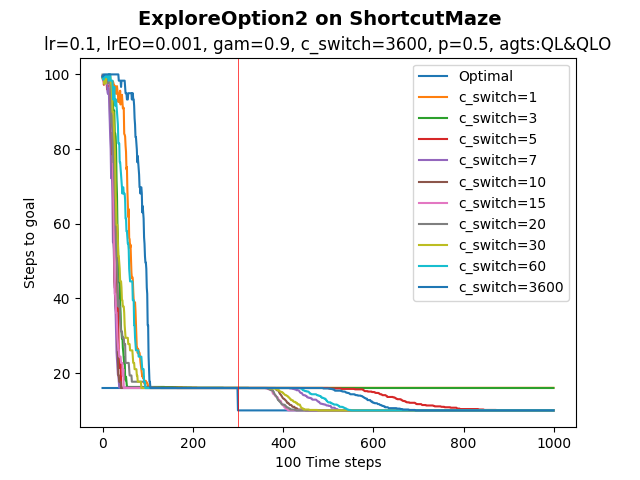 ExploreOption2 on ShortcutMaze
lr=0.1, lrEO=0.001, gam=0.9, c_switch=3600, p=0.5, agts:QL&QLO
100
80
60
40
20
Steps to goal
Optimal
c_switch=1
c_switch=3
c_switch=5
c_switch=7
c_switch=10
c_switch=15
c_switch=20
c_switch=30
c_switch=60
c_switch=3600
0 200 400 600 800 1000
100 Time steps